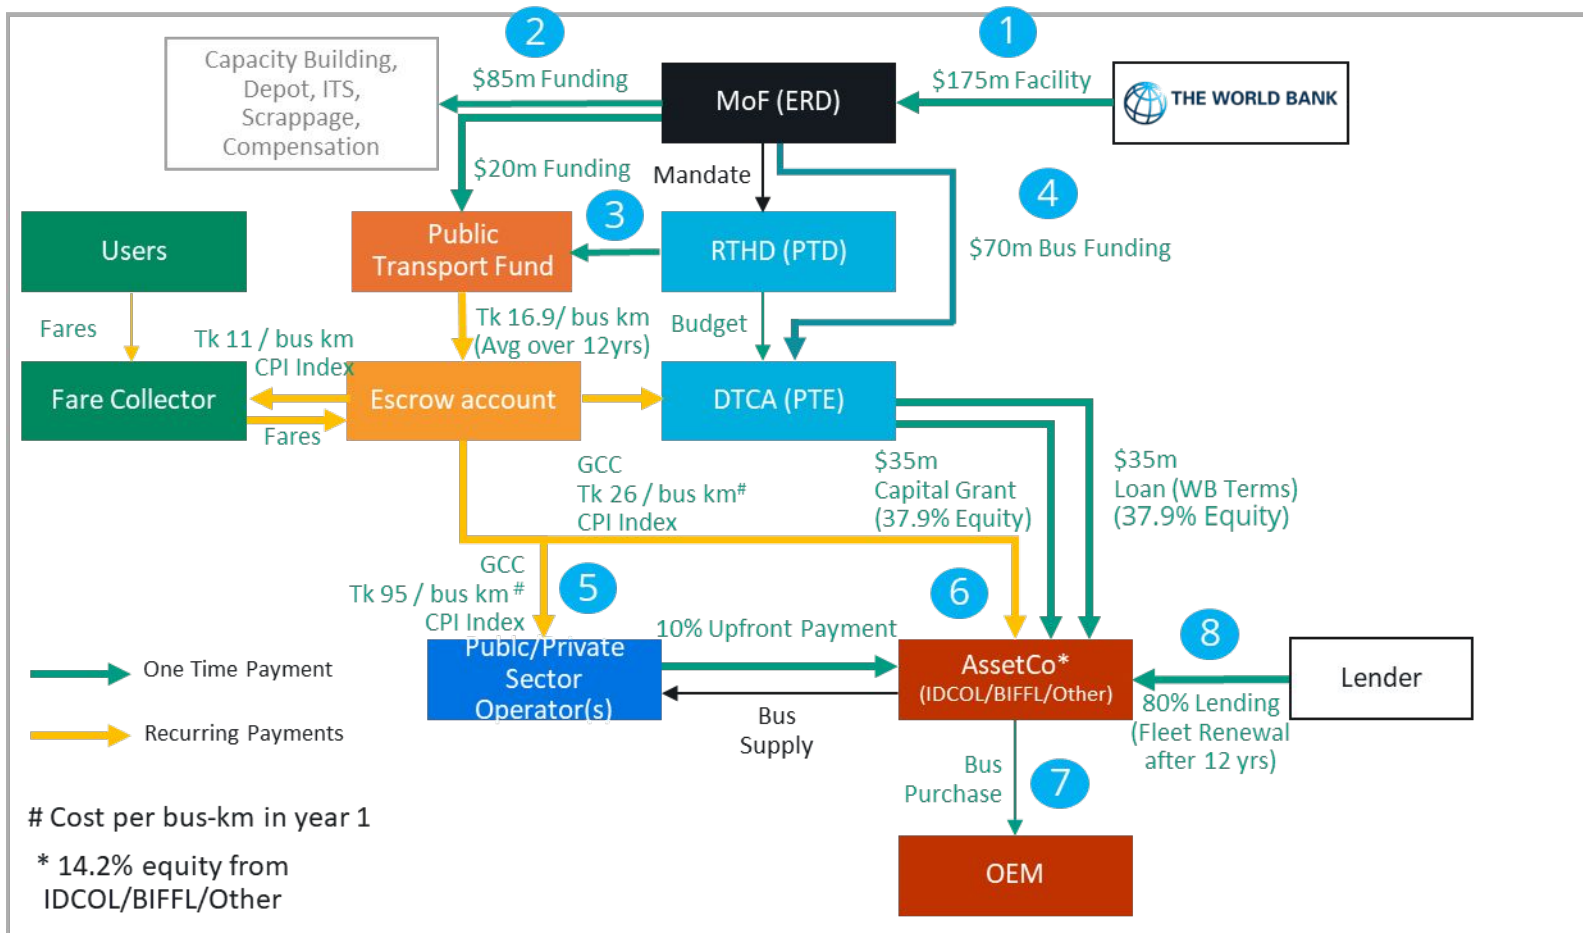 2
1
Capacity Building,
Depot, ITS,
Scrappage,
Compensation
$85m Funding
MoF (ERD)
$175m Facility
THE WORLD BANK
$20m Funding
Mandate
4
3
Users
Public
Transport Fund
RTHD (PTD)
$70m Bus Funding
Fares
Tk 11 / bus km
CPI Index
Tk 16.9/ bus km
(Avg over 12yrs)
Budget
Fare Collector
Escrow account
DTCA (PTE)
Fares
GCC
Tk 26 / bus km#
CPI Index
$35m
Capital Grant
(37.9% Equity)
$35m
Loan (WB Terms)
(37.9% Equity)
GCC
Tk 95 / bus km #
CPI Index
5
6
10% Upfront Payment
8
Publc/Private
Sector
Operator(s)
AssetCo*
(IDCOL/BIFFL/Other)
Lender
One Time Payment
Recurring Payments
Bus
Supply
80% Lending
(Fleet Renewal
after 12 yrs)
Bus
Purchase
7
# Cost per bus-km in year 1
* 14.2% equity from
IDCOL/BIFFL/Other
OEM